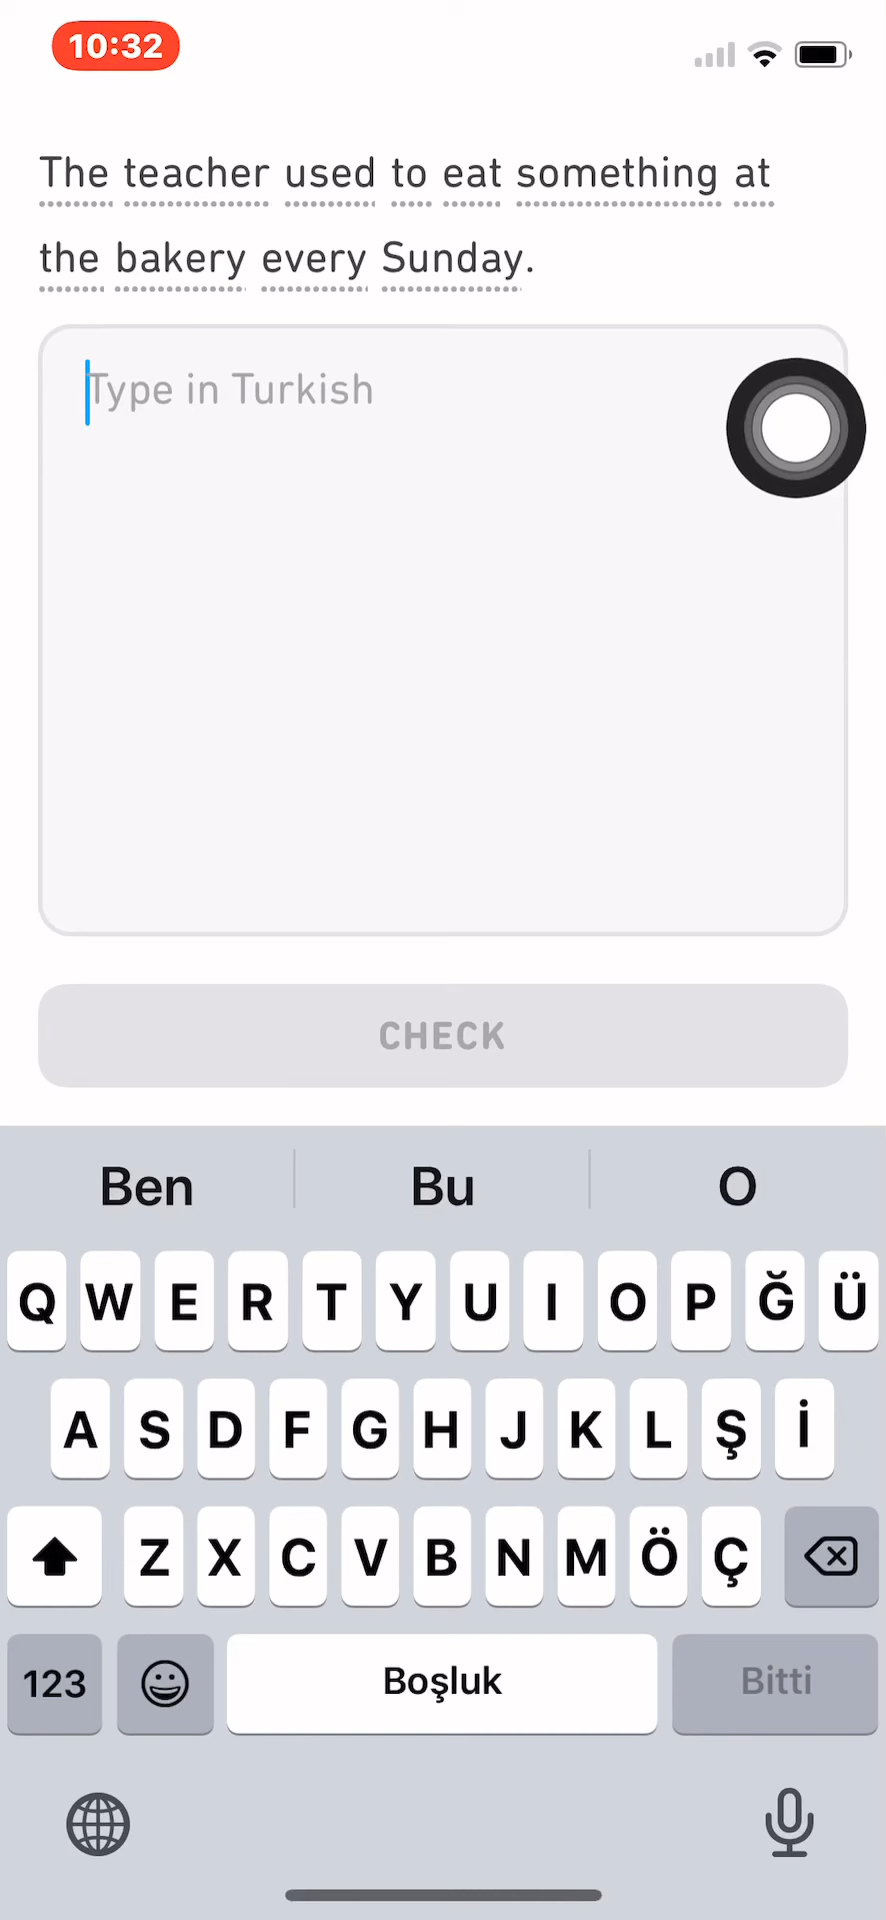 10:32
The teacher used to eat something at
the bakery every Sunday.
Type in Turkish
CHECK
Ben Bu O
Q W E R T Y U I O P Ğ Ü
A S D F G H J K L Ş İ
Z X C V B N M Ö Ç
123 Boşluk Bitti